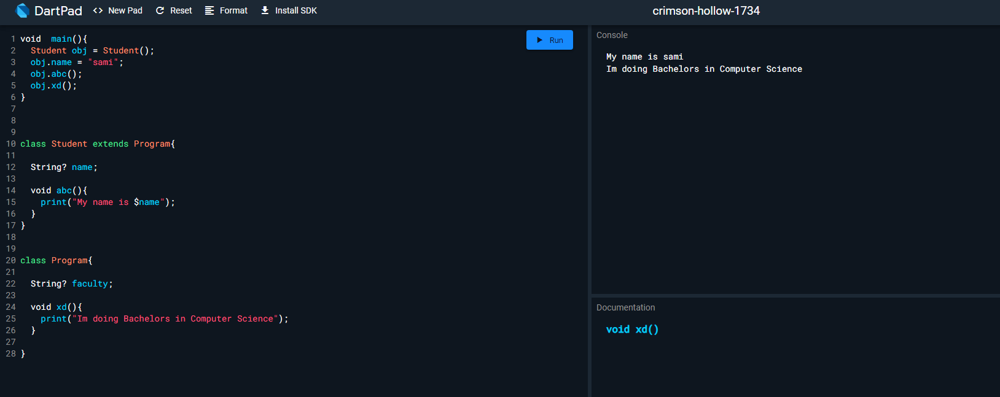 DartPad <> New Pad Reset Format Install SDK crimson-hollow-1734
Run
1 void  main(){
2   Student obj = Student();
3   obj.name = "sami";
4   obj.abc();
5   obj.xd();
6 }
7
8
9
10 class Student extends Program{
11
12   String? name;
13
14   void abc(){
15     print("My name is $name");
16   }
17 }
18
19
20 class Program{
21
22   String? faculty;
23
24   void xd(){
25     print("Im doing Bachelors in Computer Science");
26   }
27
28 }
Console
My name is sami
Im doing Bachelors in Computer Science
Documentation
void xd()